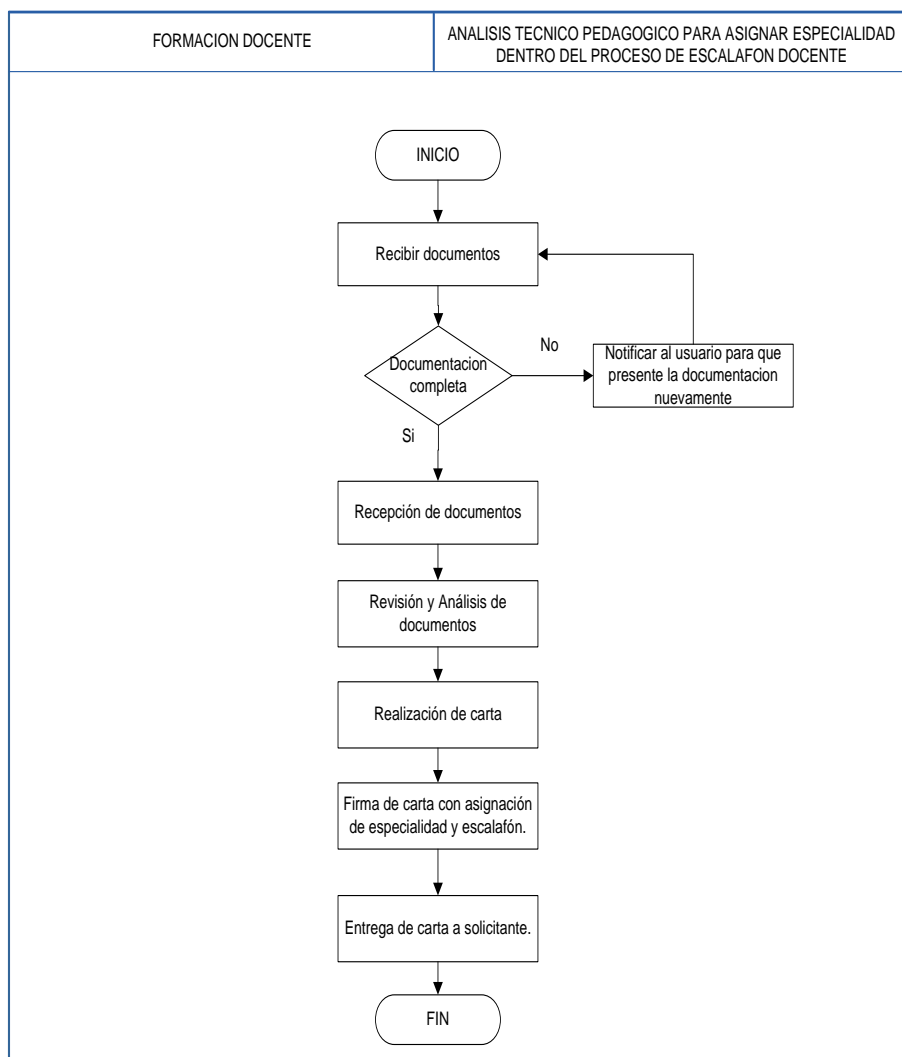 FORMACION DOCENTE
ANALISIS TECNICO PEDAGOGICO PARA ASIGNAR ESPECIALIDAD
DENTRO DEL PROCESO DE ESCALAFON DOCENTE
INICIO
Recibir documentos
Documentacion
completa
No
Notificar al usuario para que
presente la documentacion
nuevamente
Si
Recepción de documentos
Revisión y Análisis de
documentos
Realización de carta
Firma de carta con asignación
de especialidad y escalafón.
Entrega de carta a solicitante.
FIN